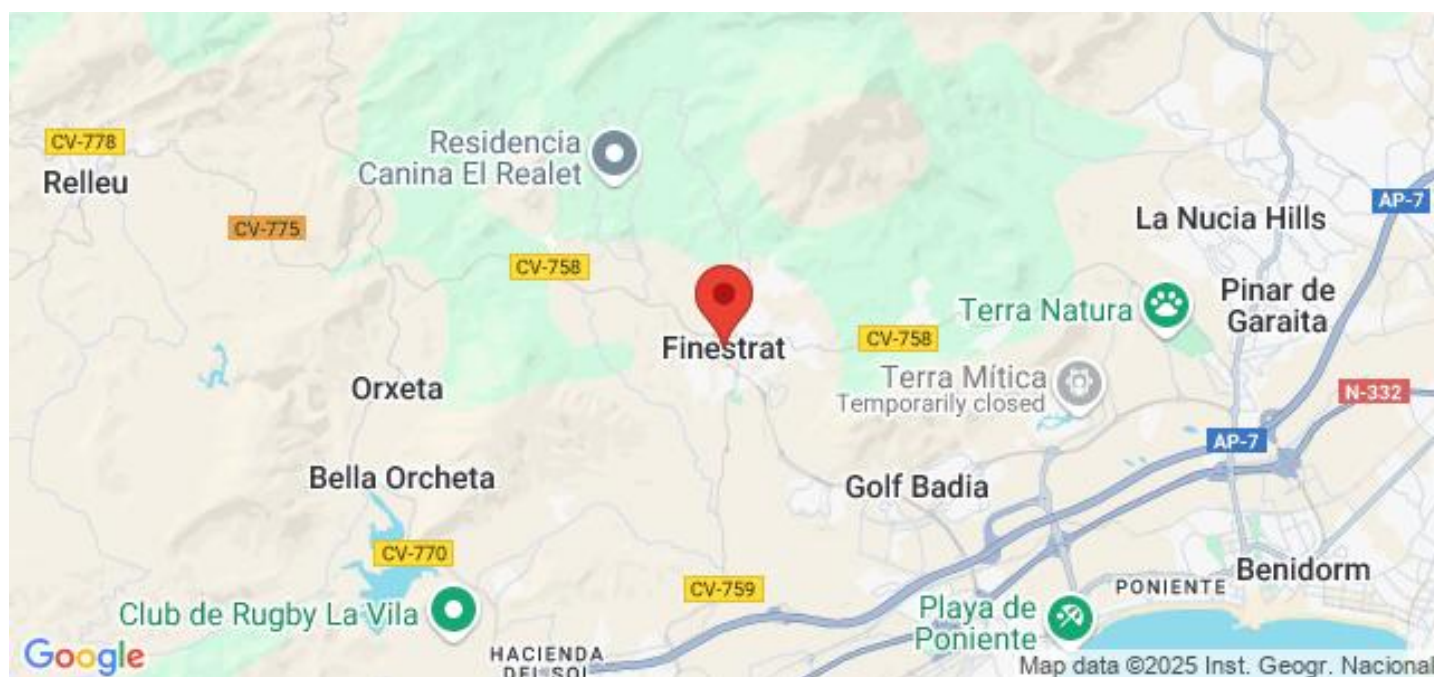 CV-778
Relleu
Residencia
Canina El Realet
CV-775
CV-758
AP-7
La Nucia Hills
Terra Natura
Pinar de
Garaita
Finestrat
CV-758
Terra Mítica
Temporarily closed
N-332
Orxeta
AP-7
Bella Orcheta
Golf Badia
CV-770
CV-759
Benidorm
PONIENTE
Club de Rugby La Vila
Playa de
Poniente
HACIENDA
DEL SOL
Google
Map data ©2025 Inst. Geogr. Nacional